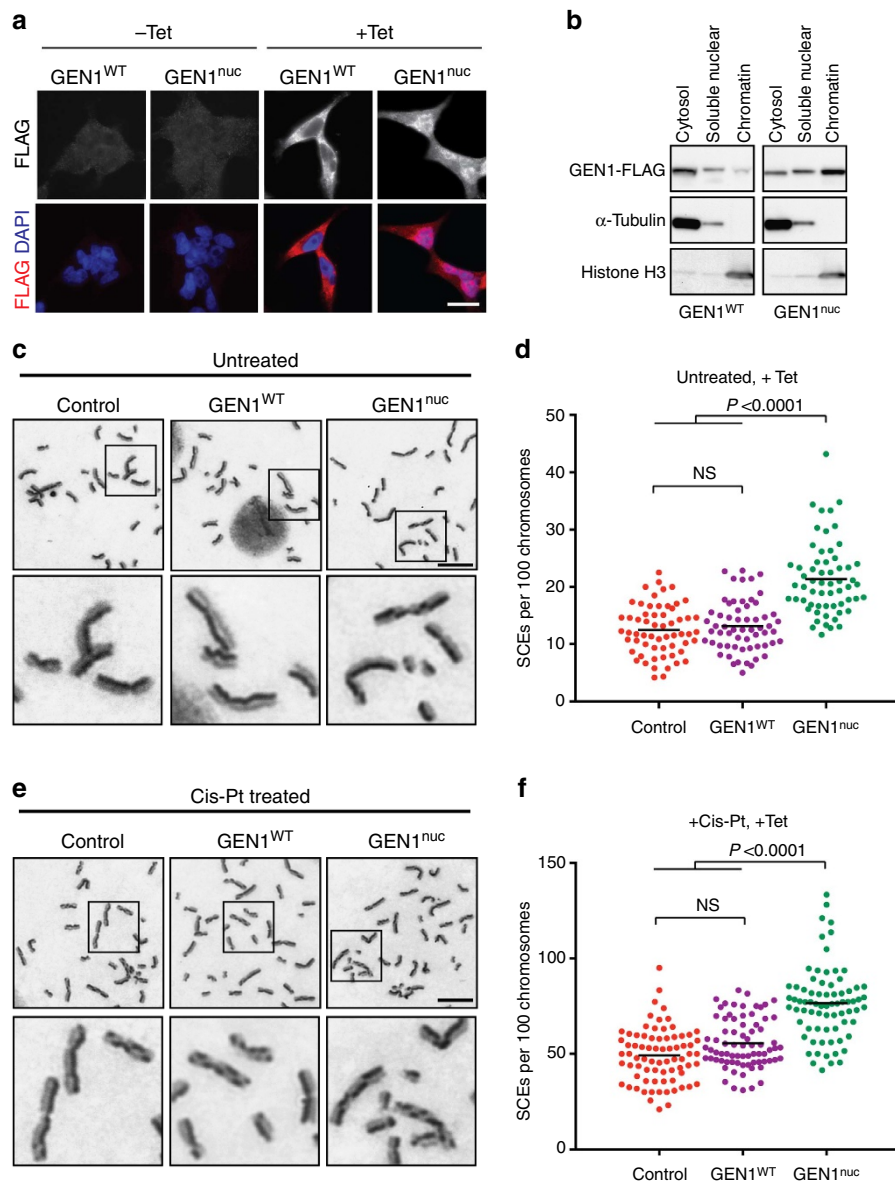 a
–Tet
+Tet
GEN1WT
GEN1nuc
GEN1WT
GEN1nuc
FLAG
FLAG DAPI
b
Cytosol
Soluble nuclear
Chromatin
Cytosol
Soluble nuclear
Chromatin
GEN1-FLAG
α-Tubulin
Histone H3
GEN1WT
GEN1nuc
c
Untreated
Control
GEN1WT
GEN1nuc
d
Untreated, + Tet
P <0.0001
NS
SCEs per 100 chromosomes
50
40
30
20
10
0
Control
GEN1WT
GEN1nuc
e
Cis-Pt treated
Control
GEN1WT
GEN1nuc
f
+Cis-Pt, +Tet
P <0.0001
NS
SCEs per 100 chromosomes
150
100
50
0
Control
GEN1WT
GEN1nuc